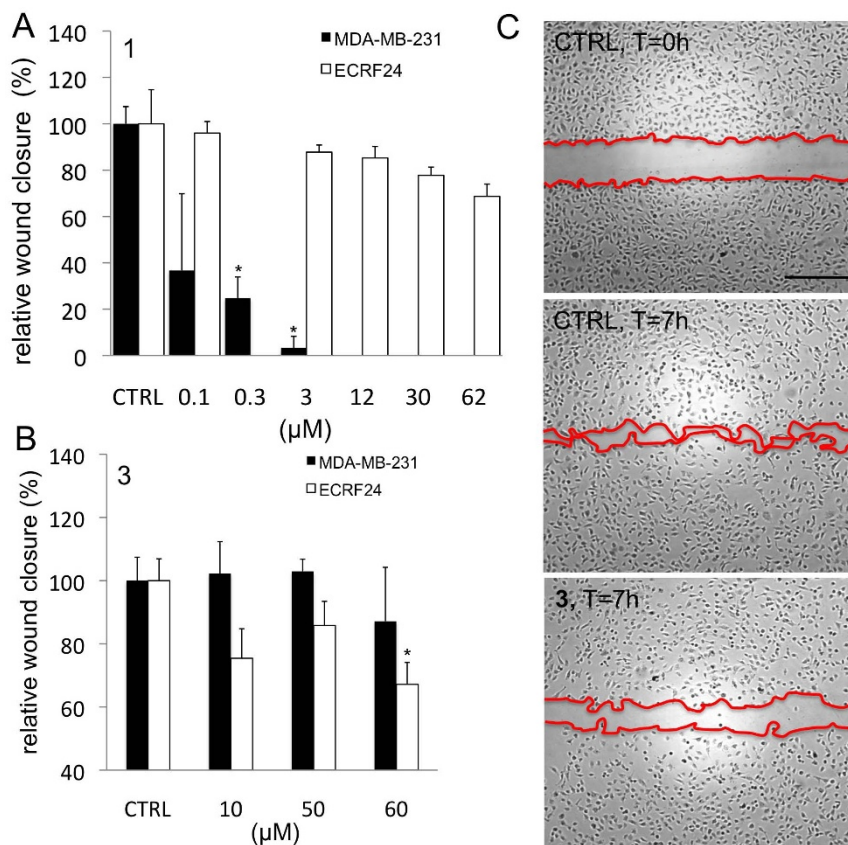 A
1
MDA-MB-231
ECRF24
relative wound closure (%)
140
120
100
80
60
40
20
0
*
*
CTRL 0.1 0.3 3 12 30 62
(µM)
B
3
MDA-MB-231
ECRF24
relative wound closure (%)
140
120
100
80
60
40
*
CTRL 10 50 60
(µM)
C
CTRL, T=0h
CTRL, T=7h
3, T=7h